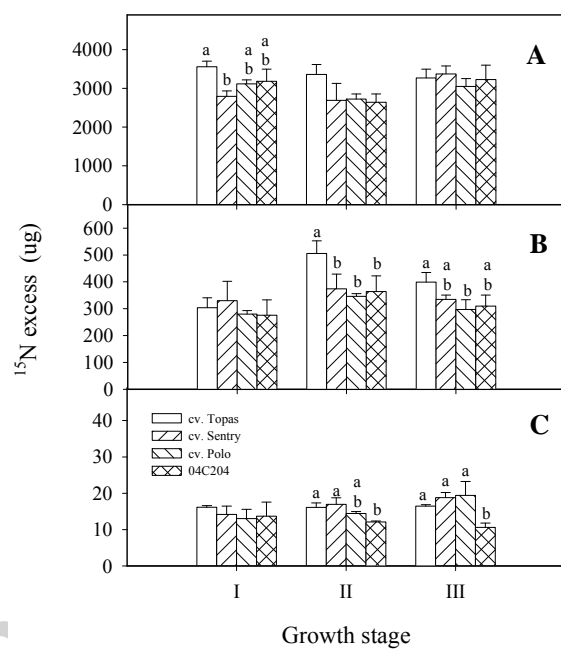 A
4000
3000
2000
1000
0
a
b
a
b
a
b
B
600
500
400
300
200
100
0
a
b
b
b
a
a
b
b
a
b
C
40
30
20
10
0
cv. Topas
cv. Sentry
cv. Polo
04C204
a
a
a
b
b
a
a
a
b
I
II
III
15N excess (ug)
Growth stage